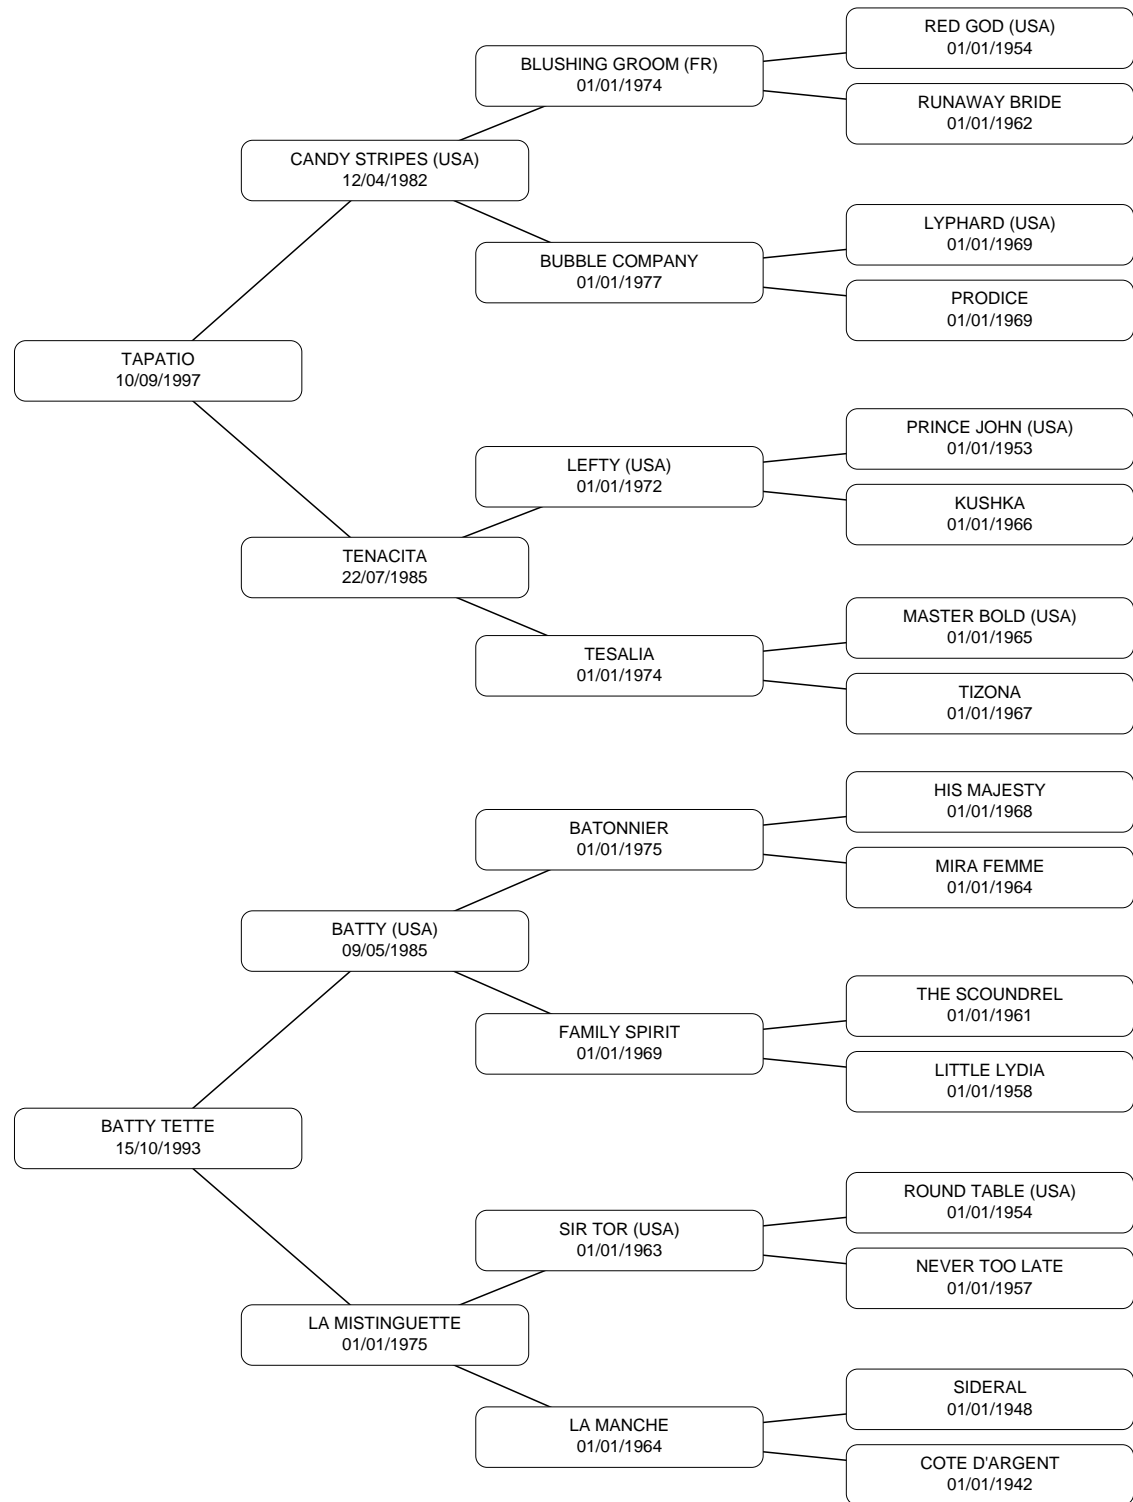 RED GOD (USA)
01/01/1954
BLUSHING GROOM (FR)
01/01/1974
RUNAWAY BRIDE
01/01/1962
CANDY STRIPES (USA)
12/04/1982
LYPHARD (USA)
01/01/1969
BUBBLE COMPANY
01/01/1977
PRODICE
01/01/1969
TAPATIO
10/09/1997
PRINCE JOHN (USA)
01/01/1953
LEFTY (USA)
01/01/1972
KUSHKA
01/01/1966
TENACITA
22/07/1985
MASTER BOLD (USA)
01/01/1965
TESALIA
01/01/1974
TIZONA
01/01/1967
HIS MAJESTY
01/01/1968
BATONNIER
01/01/1975
MIRA FEMME
01/01/1964
BATTY (USA)
09/05/1985
THE SCOUNDREL
01/01/1961
FAMILY SPIRIT
01/01/1969
LITTLE LYDIA
01/01/1958
BATTY TETTE
15/10/1993
ROUND TABLE (USA)
01/01/1954
SIR TOR (USA)
01/01/1963
NEVER TOO LATE
01/01/1957
LA MISTINGUETTE
01/01/1975
SIDERAL
01/01/1948
LA MANCHE
01/01/1964
COTE D'ARGENT
01/01/1942